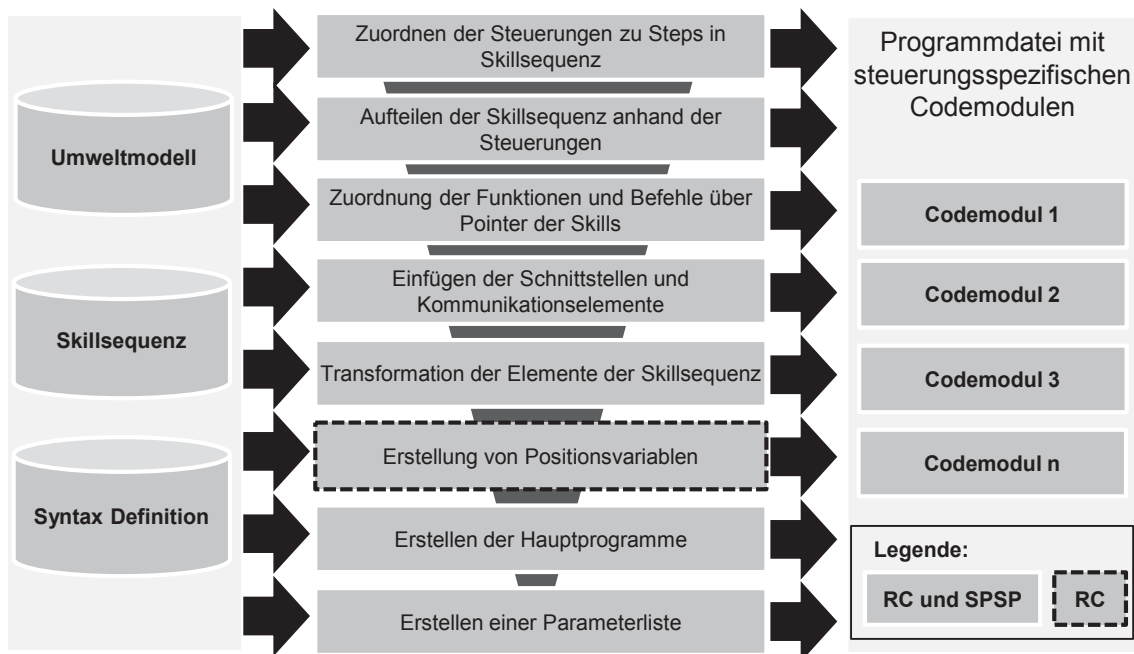 Umweltmodell
Skillsequenz
Syntax Definition
Zuordnen der Steuerungen zu Steps in
Skillsequenz
Aufteilen der Skillsequenz anhand der
Steuerungen
Zuordnung der Funktionen und Befehle über
Pointer der Skills
Einfügen der Schnittstellen und
Kommunikationselemente
Transformation der Elemente der Skillsequenz
Erstellung von Positionsvariablen
Erstellen der Hauptprogramme
Erstellen einer Parameterliste
Programmdatei mit
steuerungsspezifischen
Codemodulen
Codemodul 1
Codemodul 2
Codemodul 3
Codemodul n
Legende:
RC und SPSP
RC